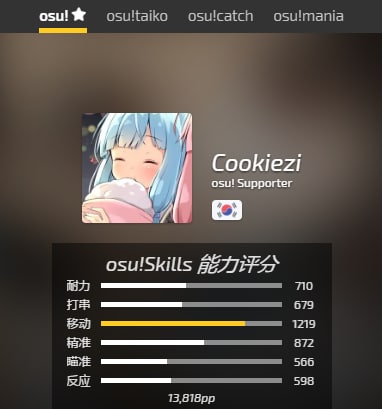 osu! osu!taiko osu!catch osu!mania
Cookiezi
osu! Supporter
osu!Skills 能力评分
耐力 710
打串 679
移动 1219
精准 872
瞄准 566
反应 598
13,818pp